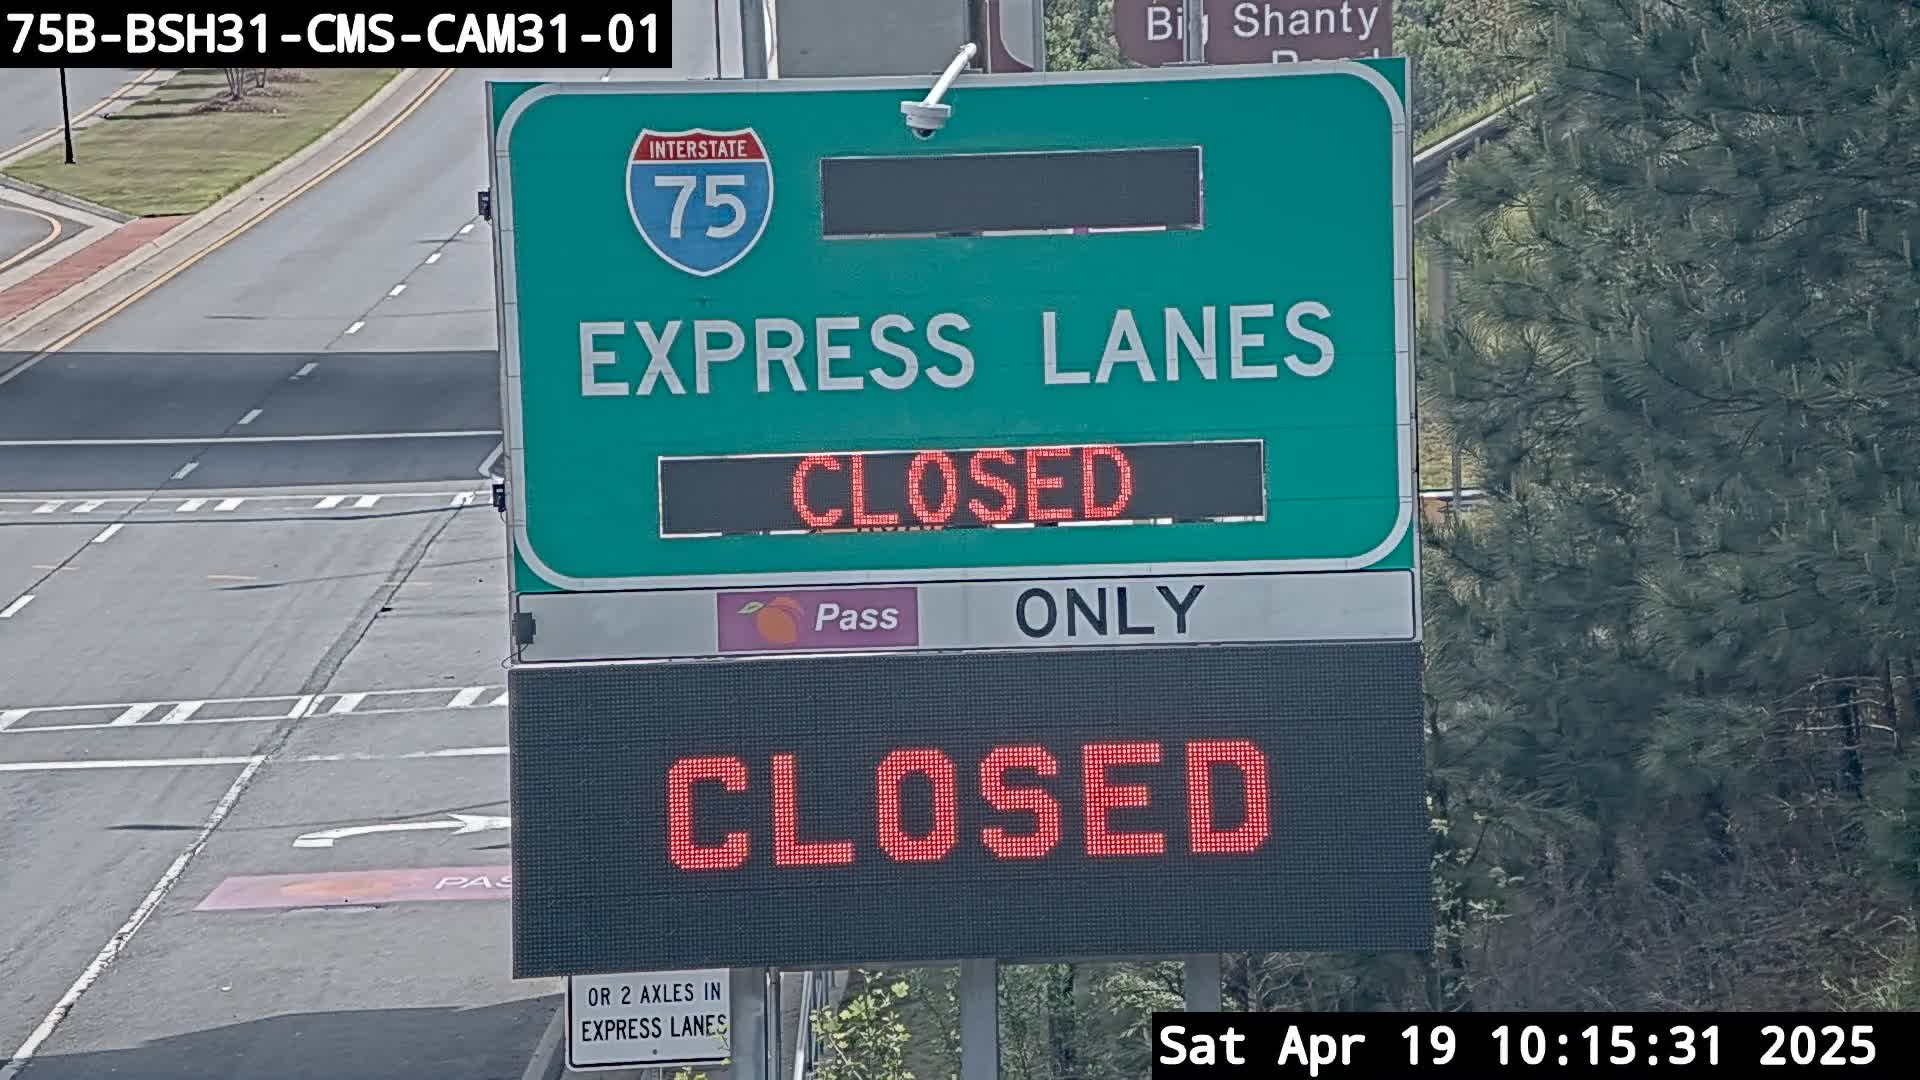 75B-BSH31-CMS-CAM31-01
Big Shanty
INTERSTATE
75
EXPRESS LANES
CLOSED
Pass ONLY
CLOSED
PAS
OR 2 AXLES IN
EXPRESS LANES
Sat Apr 19 10:15:31 2025